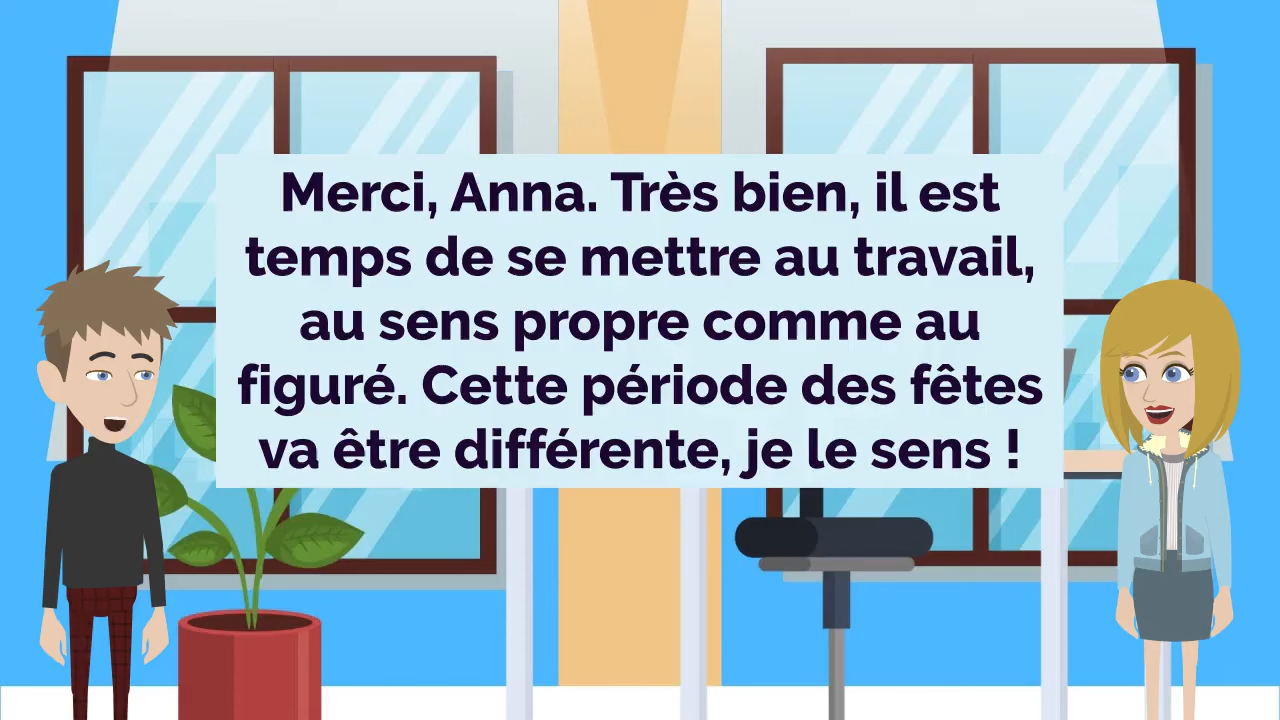 Merci, Anna. Très bien, il est
temps de se mettre au travail,
au sens propre comme au
figuré. Cette période des fêtes
va être différente, je le sens !